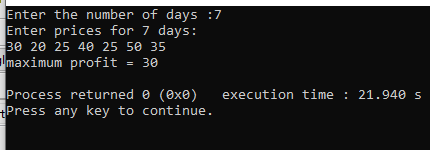 Enter the number of days :7
Enter prices for 7 days:
30 20 25 40 25 50 35
maximum profit = 30
Process returned 0 (0x0)   execution time : 21.940 s
Press any key to continue.